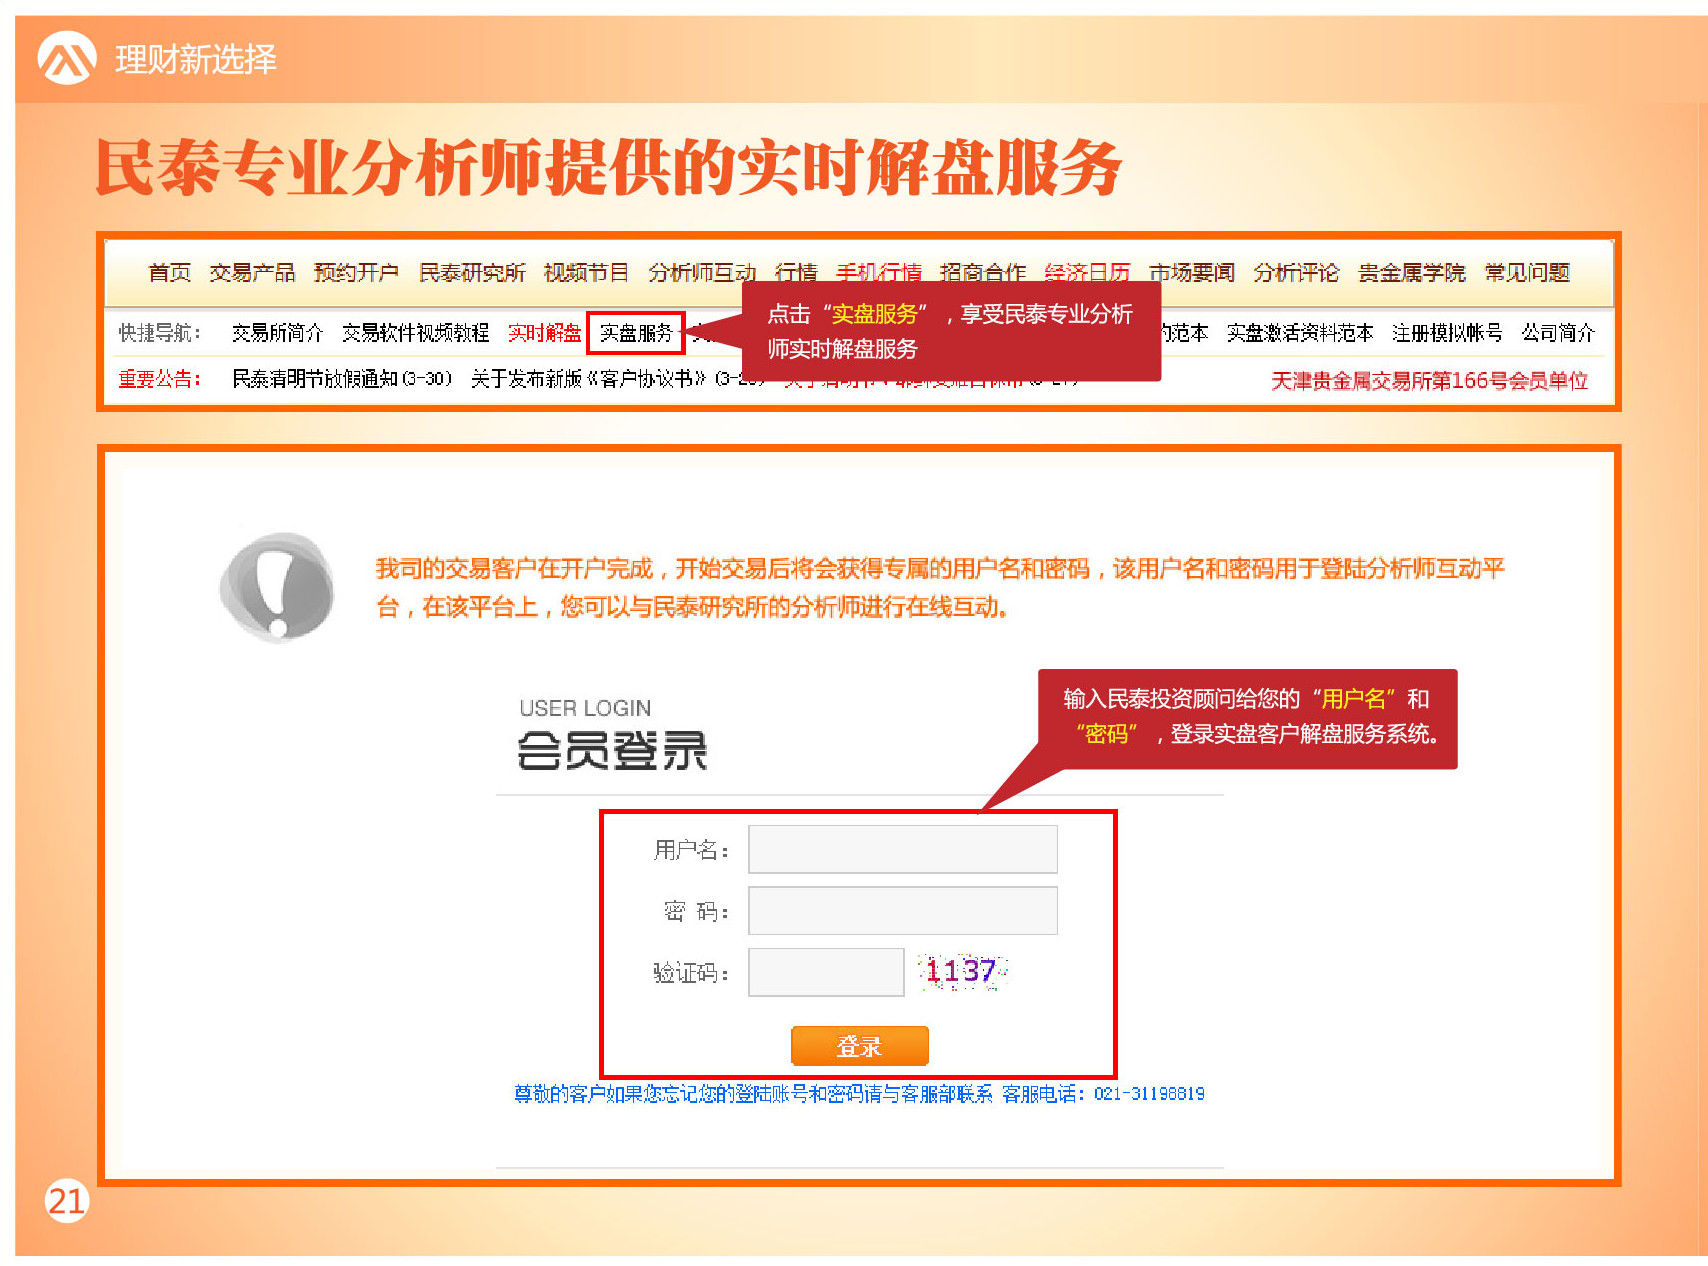 理财新选择
民泰专业分析师提供的实时解盘服务
首页 交易产品 预约开户 民泰研究所 视频节目 分析师互动 行情 手机行情 招商合作 经济日历 市场要闻 分析评论 贵金属学院 常见问题
点击“实盘服务”，享受民泰专业分析
师实时解盘服务
快捷导航： 交易所简介 交易软件视频教程 实时解盘 实盘服务 范本 实盘激活资料范本 注册模拟帐号 公司简介
重要公告： 民泰清明节放假通知(3-30) 关于发布新版《客户协议书》(3-2
天津贵金属交易所第166号会员单位
我司的交易客户在开户完成，开始交易后将会获得专属的用户名和密码，该用户名和密码用于登陆分析师互动平
台，在该平台上，您可以与民泰研究所的分析师进行在线互动。
输入民泰投资顾问给您的“用户名”和
“密码”，登录实盘客户解盘服务系统。
USER LOGIN
会员登录
用户名：
密 码：
验证码： 1137
登录
尊敬的客户如果您忘记您的登陆账号和密码请与客服部联系 客服电话：021-31198819
21